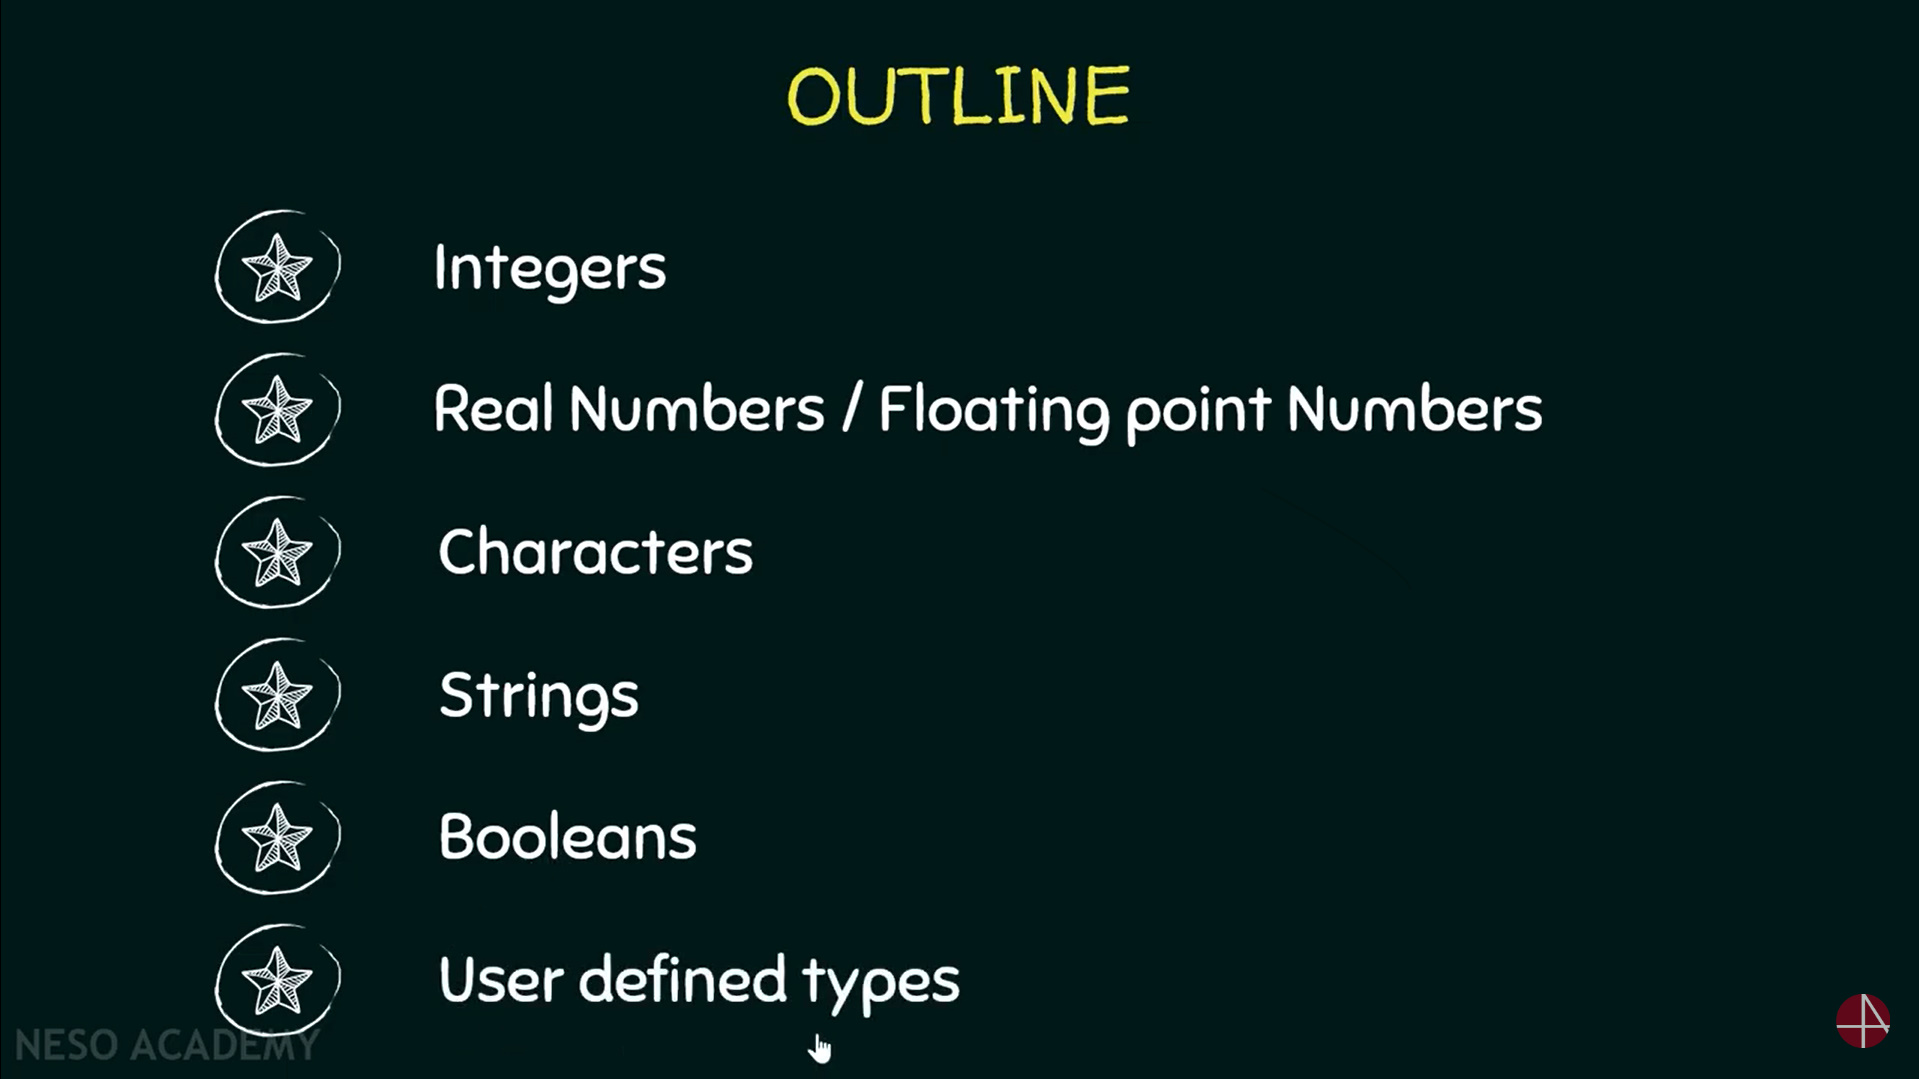 OUTLINE
Integers
Real Numbers / Floating point Numbers
Characters
Strings
Booleans
User defined types
NESO ACADEMY